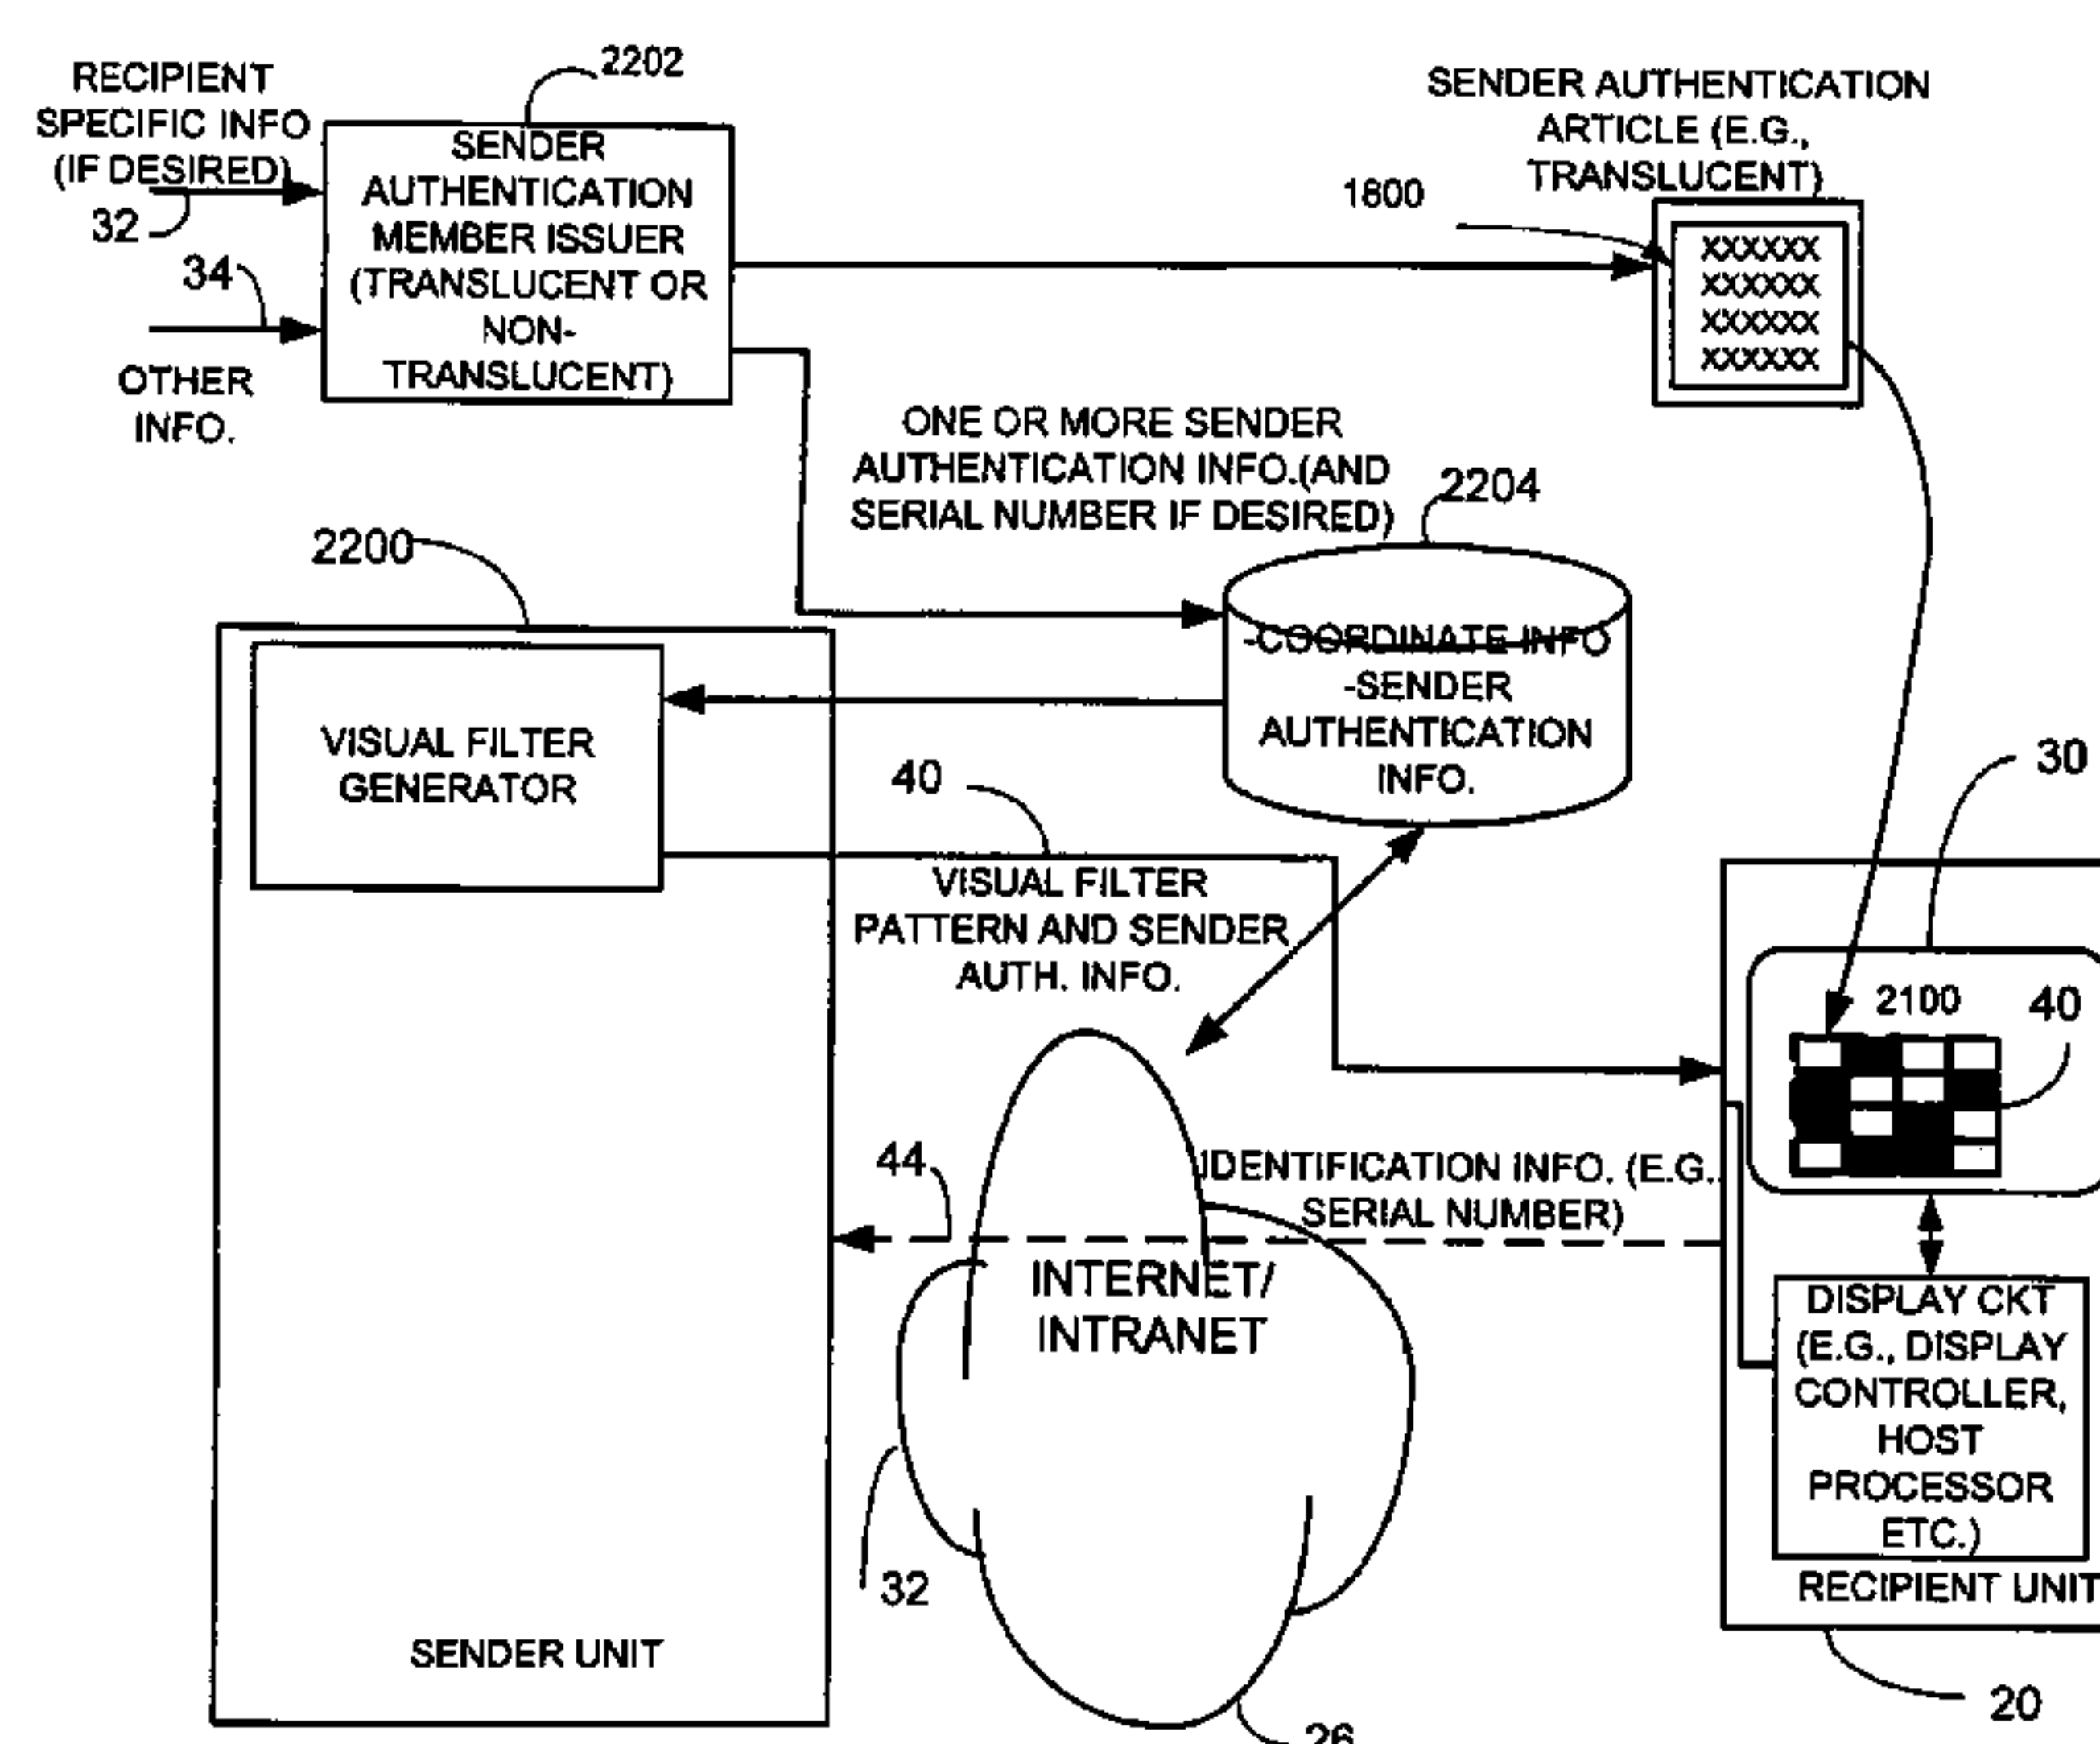 RECIPIENT
SPECIFIC INFO
(IF DESIRED)
32
34
OTHER
INFO.
2202
SENDER
AUTHENTICATION
MEMBER ISSUER
(TRANSLUCENT OR
NON-
TRANSLUCENT)
SENDER AUTHENTICATION
ARTICLE (E.G.,
TRANSLUCENT)
1800
XXXXXX
XXXXXX
XXXXXX
XXXXXX
ONE OR MORE SENDER
AUTHENTICATION INFO.(AND
SERIAL NUMBER IF DESIRED)
2204
-COORDINATE INFO
-SENDER
AUTHENTICATION
INFO.
2200
VISUAL FILTER
GENERATOR
40
VISUAL FILTER
PATTERN AND SENDER
AUTH. INFO.
30
2100
40
44
IDENTIFICATION INFO. (E.G.,
SERIAL NUMBER)
INTERNET/
INTRANET
32
26
DISPLAY CKT
(E.G., DISPLAY
CONTROLLER,
HOST
PROCESSOR
ETC.)
RECIPIENT UNIT
20
SENDER UNIT